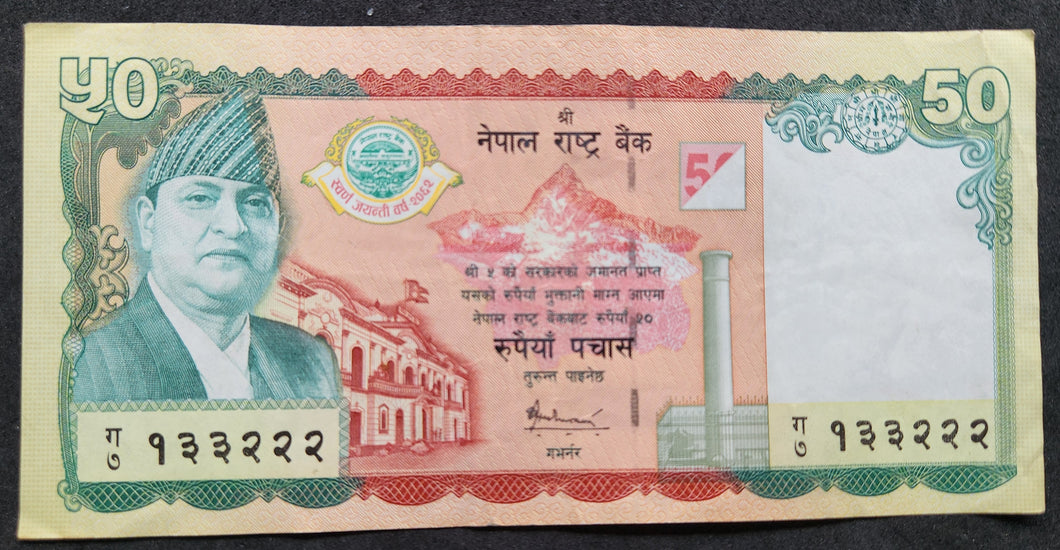 ५०
50
श्री
नेपाल राष्ट्र बैंक
नेपाल राष्ट्र बैंक
स्वर्ण जयन्ती वर्ष २०६२
50
श्री ५ को सरकारको जमानत प्राप्त
यसको रुपैयाँ भुक्तानी माग्न आएमा
नेपाल राष्ट्र बैंकबाट रुपैयाँ ५०
रुपैयाँ पचास
तुरुन्त पाइनेछ
गभर्नर
ग
७ १३३२२२
ग
७ १३३२२२